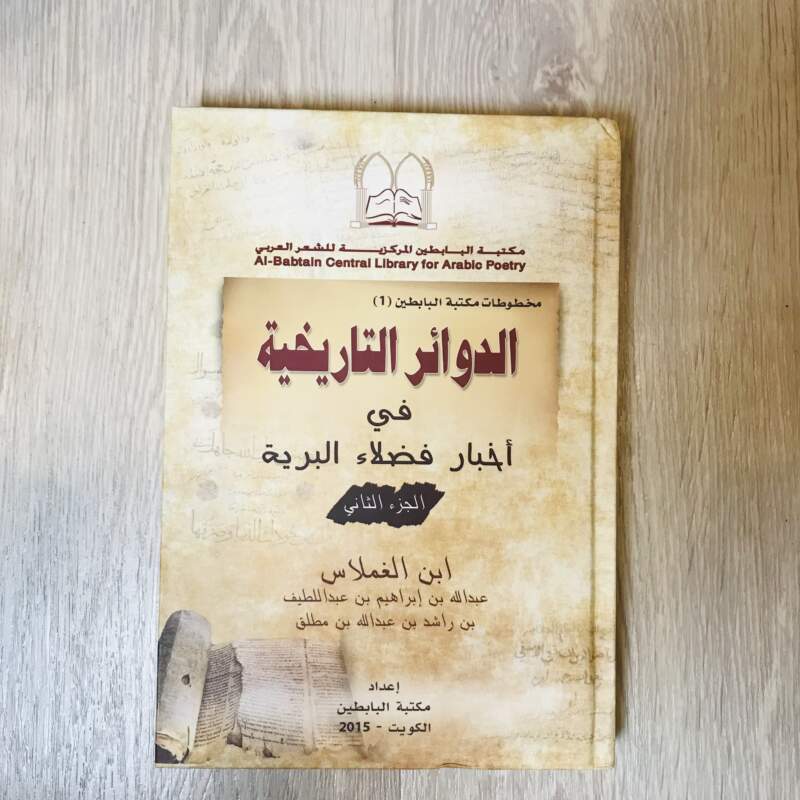 مكتبة البابطين المركزية للشعر العربي
Al-Babtain Central Library for Arabic Poetry
مخطوطات مكتبة البابطين (1)
الدوائر التاريخية
في
أخبار فضلاء البرية
الجزء الثاني
ابن الغملاس
عبدالله بن إبراهيم بن عبداللطيف
بن راشد بن عبدالله بن مطلق
إعداد
مكتبة البابطين
الكويت - 2015